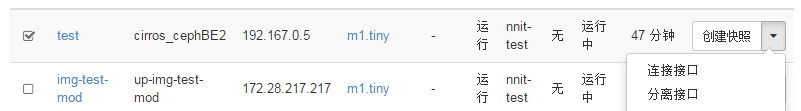 test cirros_cephBE2 192.167.0.5 m1.tiny - 运行 nnit-test 无 运行中 47 分钟 创建快照
连接接口
img-test-mod up-img-test-mod 172.28.217.217 m1.tiny - 运行 nnit-test 无 运行中
分离接口